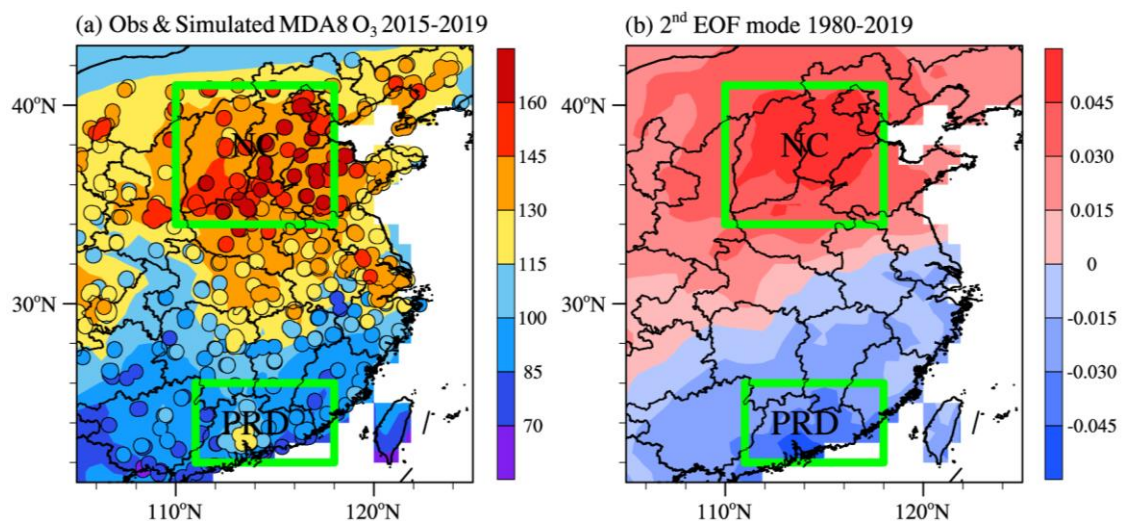 (a) Obs & Simulated MDA8 O₃ 2015-2019
40°N
30°N
110°N
120°N
NC
PRD
160
145
130
115
100
85
70
(b) 2ⁿᵈ EOF mode 1980-2019
110°N
120°N
NC
PRD
0.045
0.030
0.015
0
-0.015
-0.030
-0.045